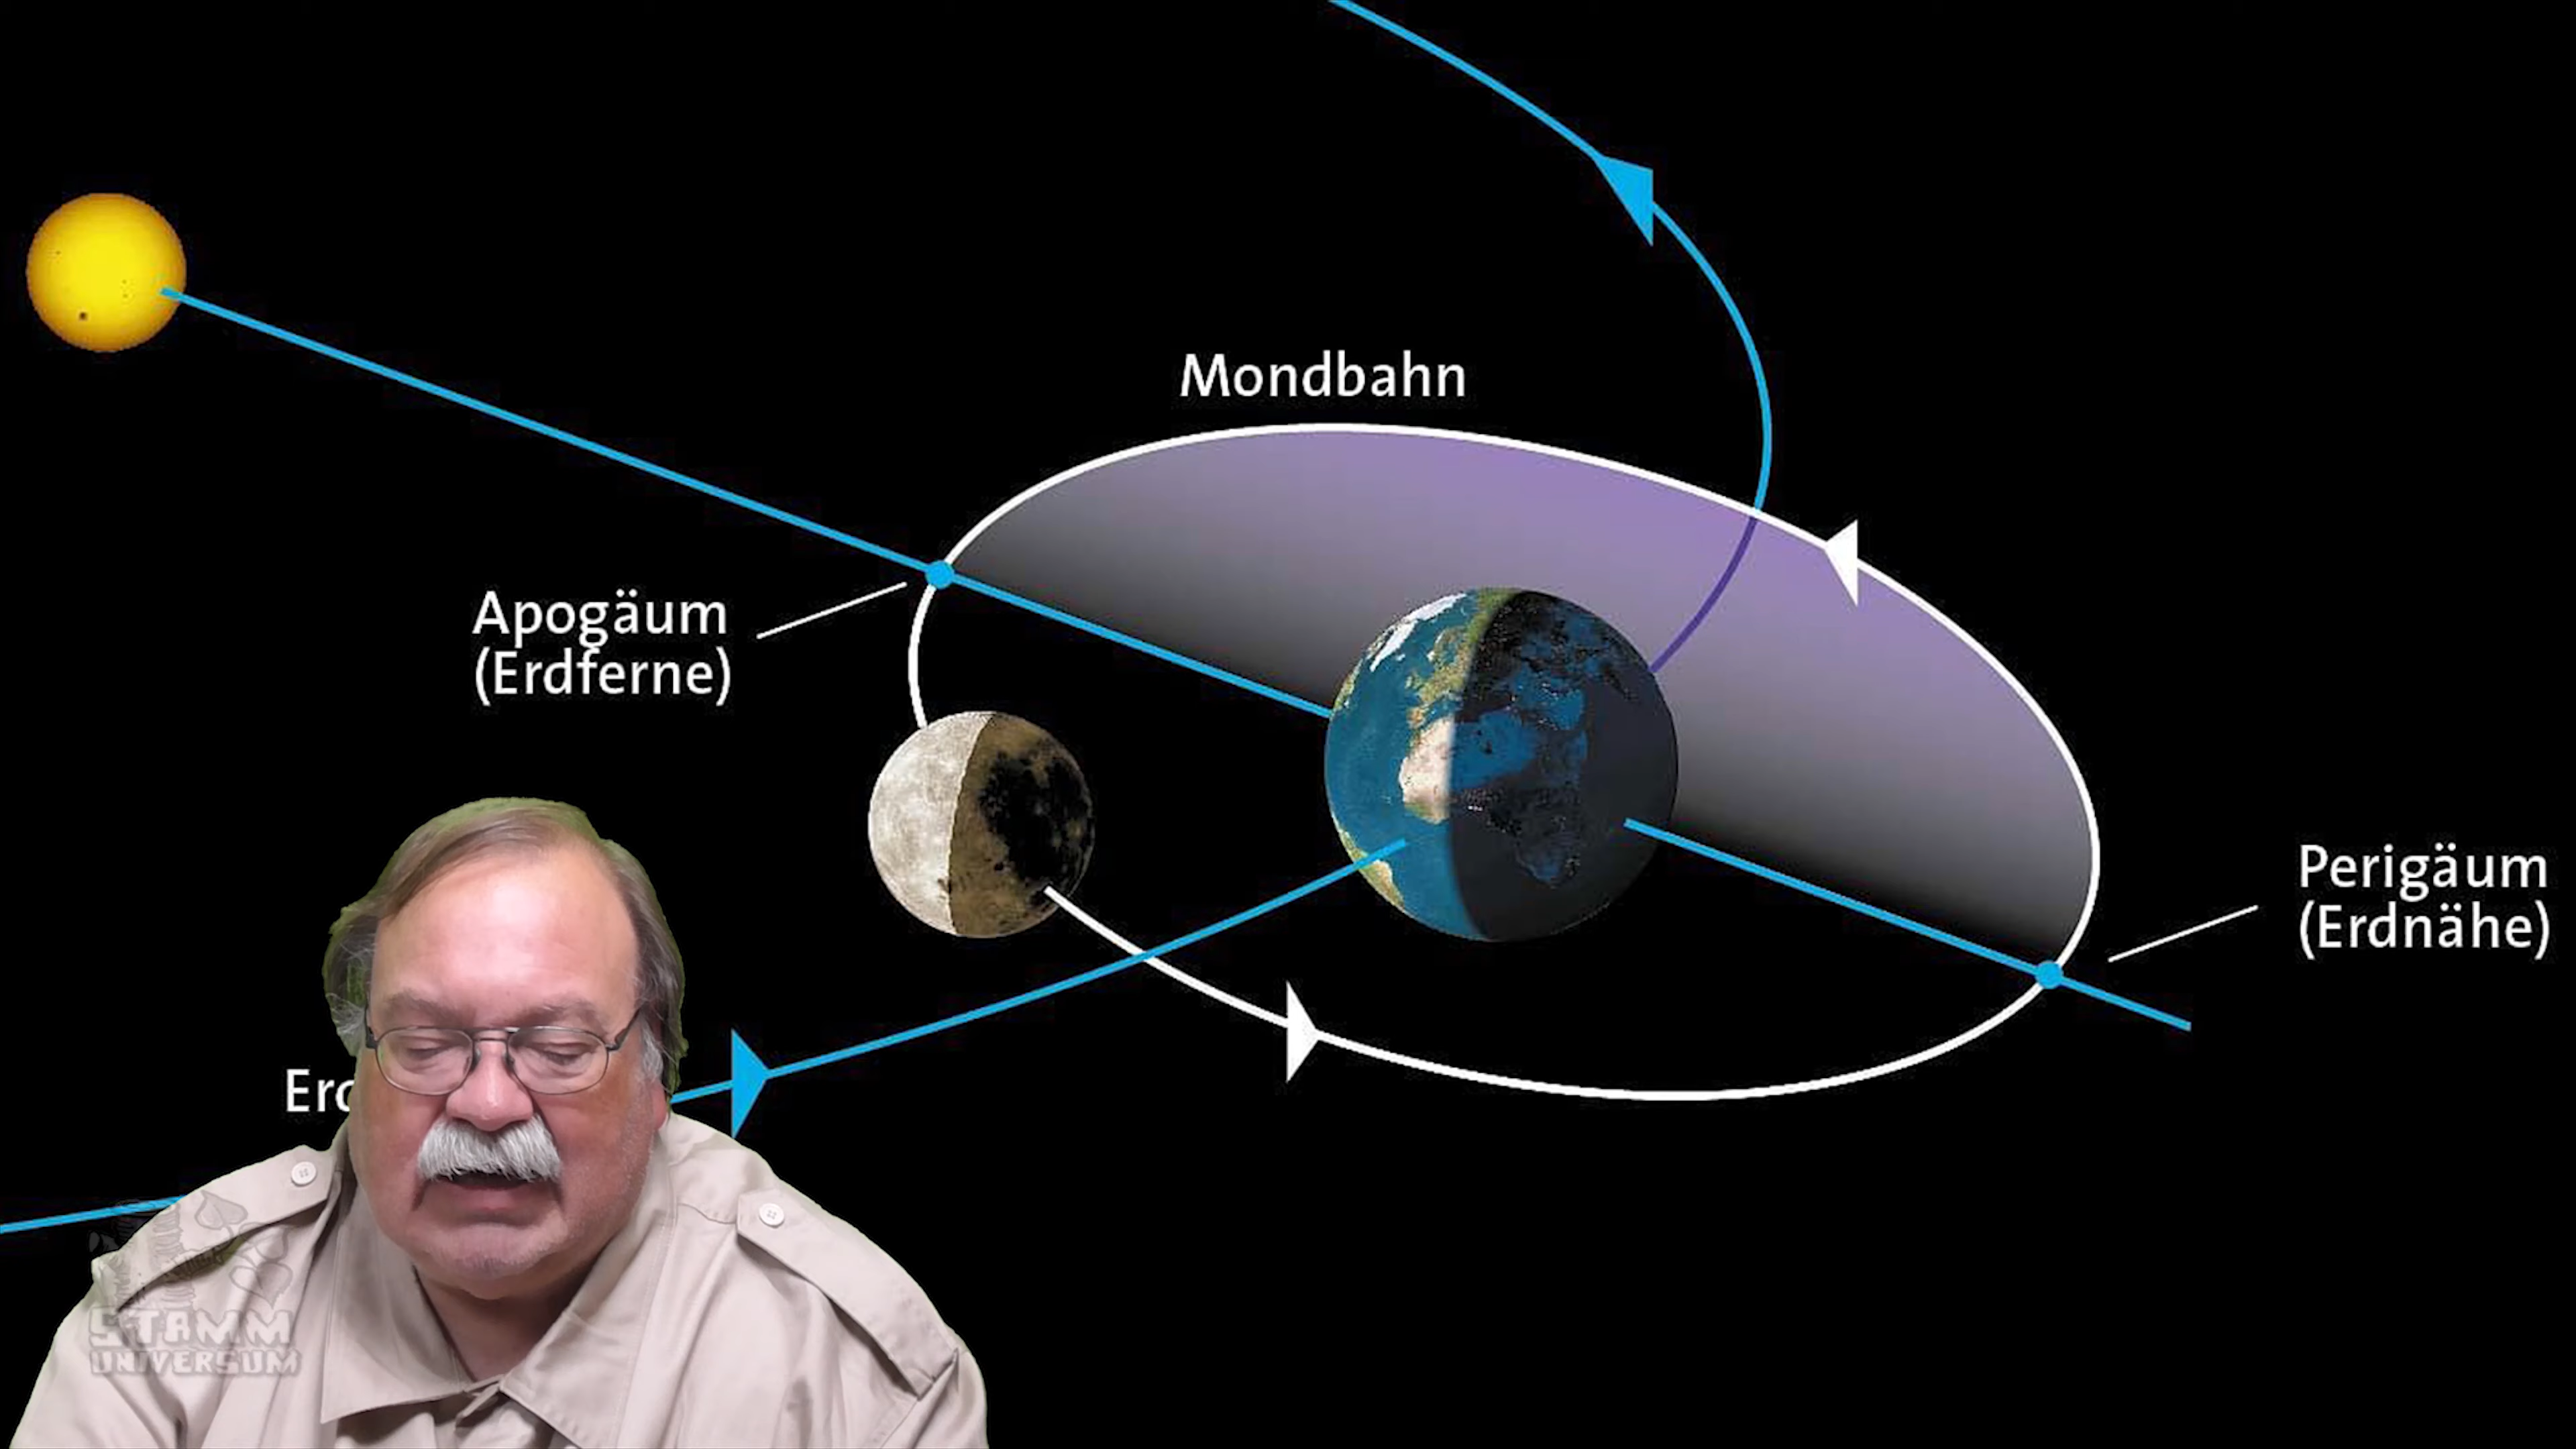 Mondbahn
Apogäum
(Erdferne)
Perigäum
(Erdnähe)
STAMM
UNIVERSUM